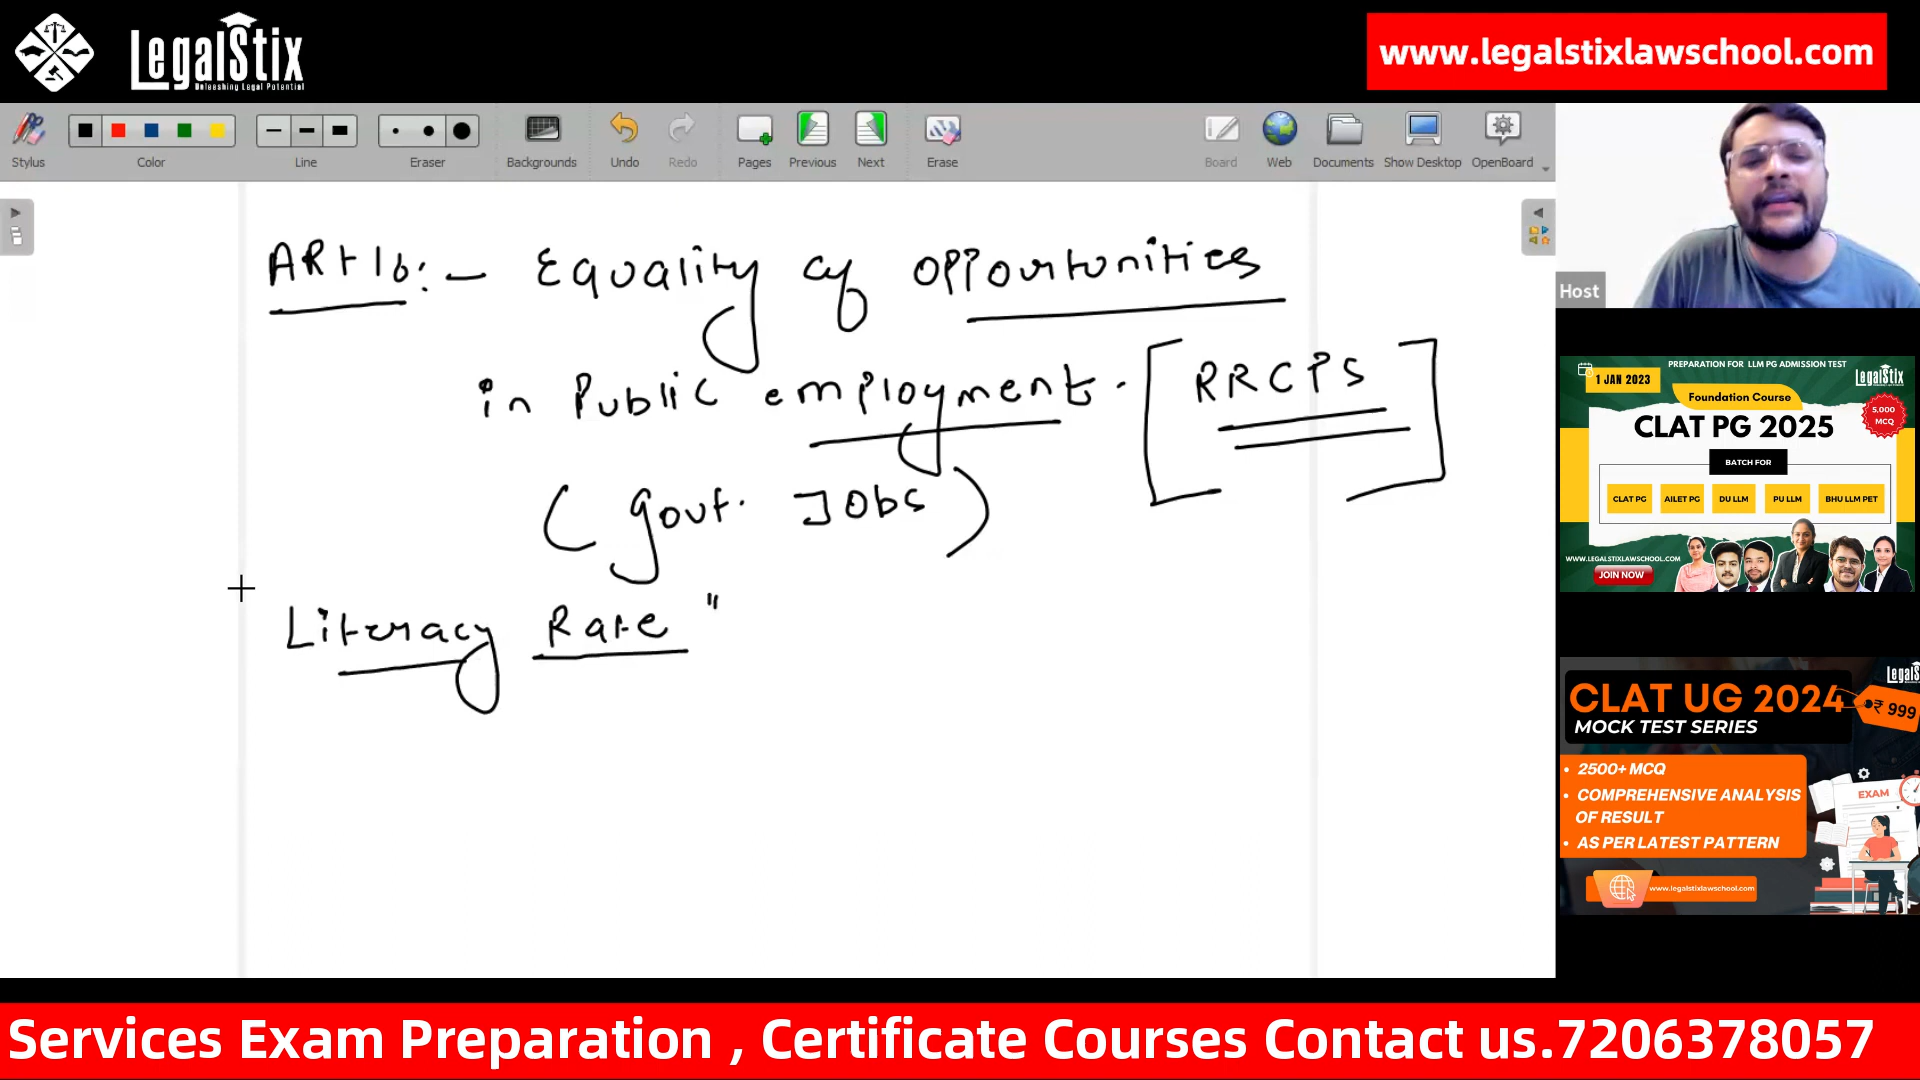 LegalStix
Unleashing Legal Potential
www.legalstixlawschool.com
Stylus
Color
Line
Eraser
Backgrounds
Undo
Redo
Pages
Previous
Next
Erase
Board
Web
Documents
Show Desktop
OpenBoard
ART 16:- Equality of opportunities
in Public employment. [RRCPS]
(govt. Jobs)
Literacy Rate "
Host
PREPARATION FOR LLM PG ADMISSION TEST
LegalStix
1 JAN 2023
Foundation Course
5,000
MCQ
CLAT PG 2025
BATCH FOR
CLAT PG
AILET PG
DU LLM
PU LLM
BHU LLM PET
WWW.LEGALSTIXLAWSCHOOL.COM
JOIN NOW
LegalS
CLAT UG 2024
₹ 999
MOCK TEST SERIES
• 2500+ MCQ
• COMPREHENSIVE ANALYSIS
OF RESULT
• AS PER LATEST PATTERN
EXAM
www.legalstixlawschool.com
Services Exam Preparation , Certificate Courses Contact us.7206378057